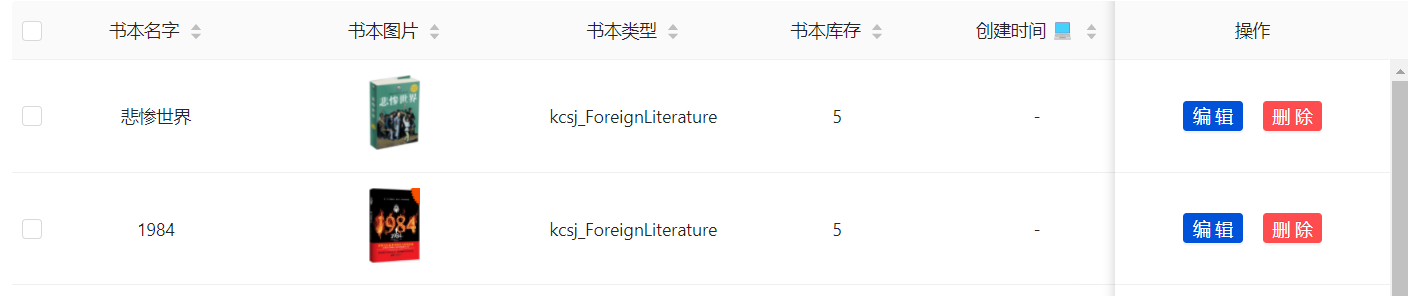 书本名字 书本图片 书本类型 书本库存 创建时间 操作
悲惨世界 悲惨世界 kcsj_ForeignLiterature 5 - 编辑 删除
1984 1984 kcsj_ForeignLiterature 5 - 编辑 删除